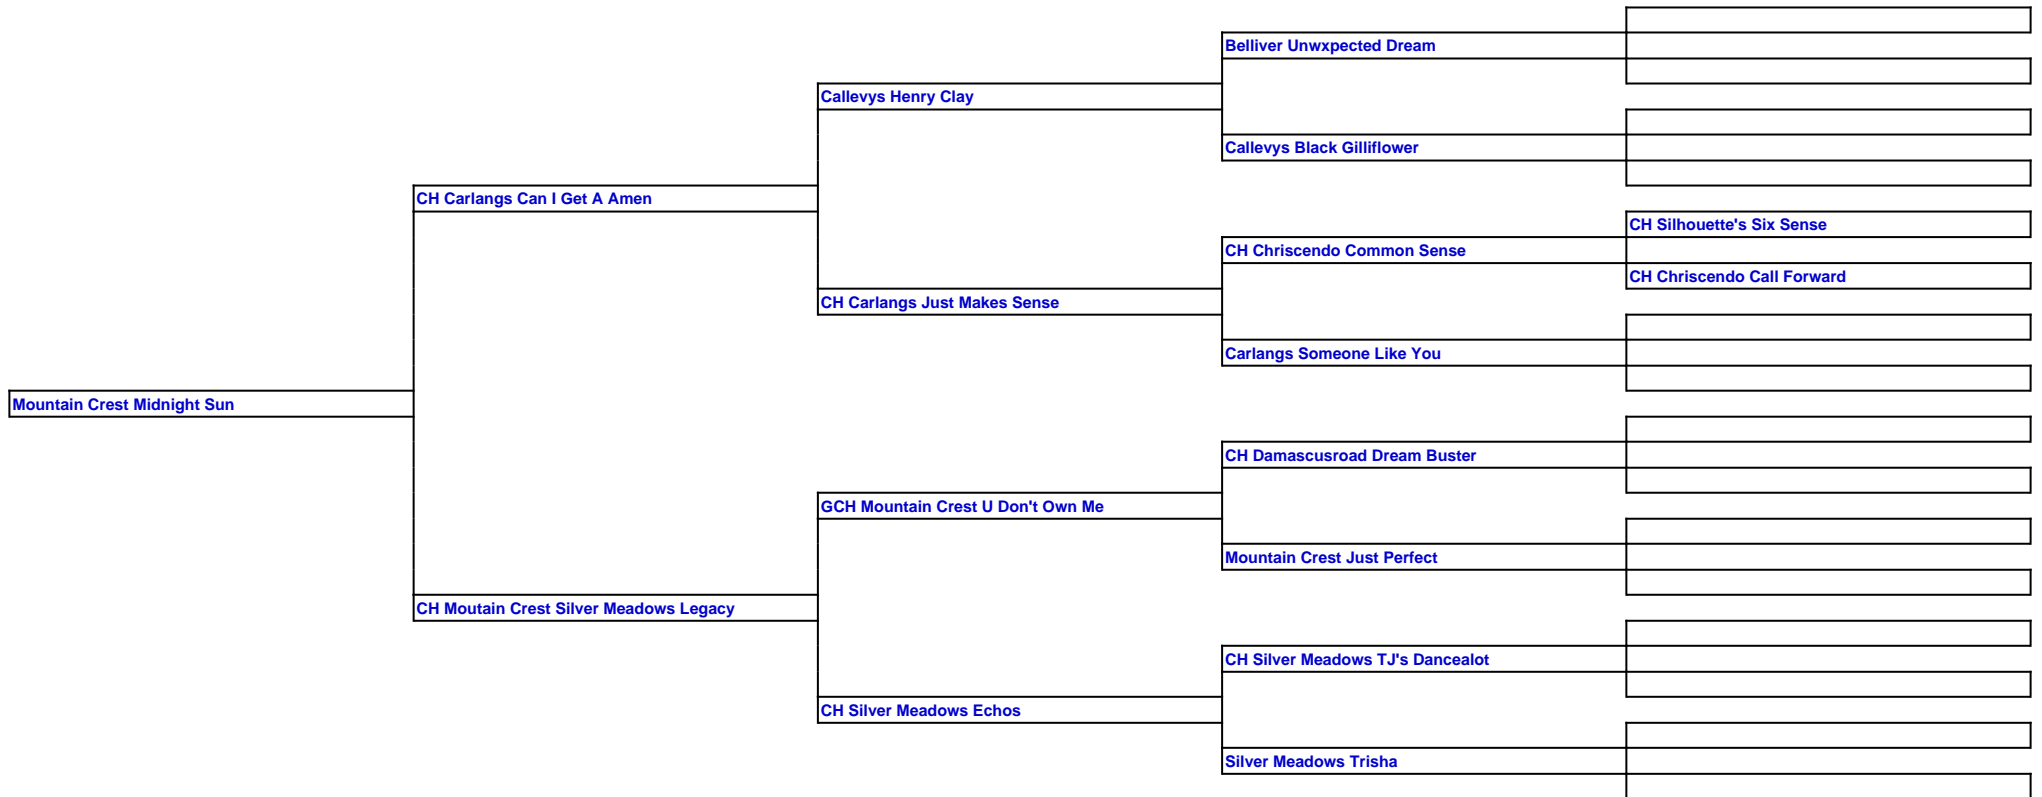 Belliver Unwxpected Dream
Callevys Henry Clay
Callevys Black Gilliflower
CH Carlangs Can I Get A Amen
CH Silhouette's Six Sense
CH Chriscendo Common Sense
CH Chriscendo Call Forward
CH Carlangs Just Makes Sense
Carlangs Someone Like You
Mountain Crest Midnight Sun
CH Damascusroad Dream Buster
GCH Mountain Crest U Don't Own Me
Mountain Crest Just Perfect
CH Moutain Crest Silver Meadows Legacy
CH Silver Meadows TJ's Dancealot
CH Silver Meadows Echos
Silver Meadows Trisha